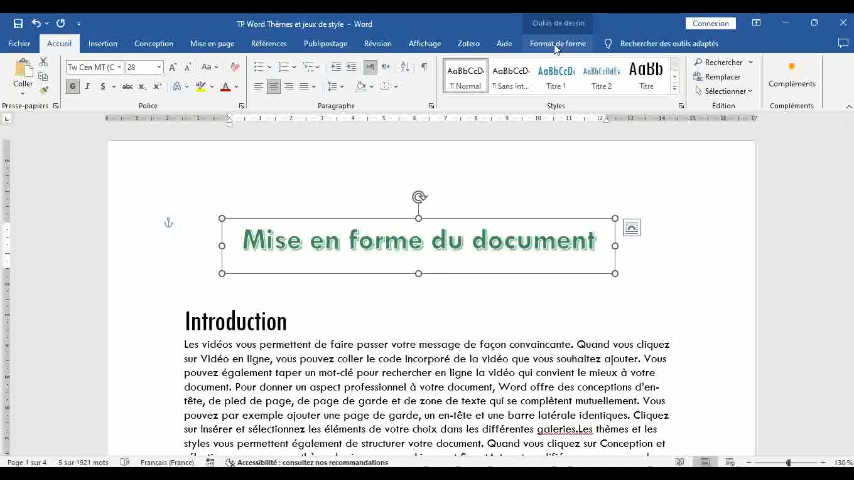 TP Word Thèmes et jeux de style - Word
Outils de dessin
Connexion
Fichier Accueil Insertion Conception Mise en page Références Publipostage Révision Affichage Zotero Aide Format de forme Rechercher des outils adaptés
Coller
Tw Cen MT (C 28
AaBbCcDc AaBbCcDc AaBbCcDc AaBbCcDdEe AaBb
¶ Normal ¶ Sans int... Titre 1 Titre 2 Titre
Rechercher
Remplacer
Sélectionner
Compléments
Presse-papiers Police Paragraphe Styles Édition Compléments
Mise en forme du document
Introduction
Les vidéos vous permettent de faire passer votre message de façon convaincante. Quand vous cliquez
sur Vidéo en ligne, vous pouvez coller le code incorporé de la vidéo que vous souhaitez ajouter. Vous
pouvez également taper un mot-clé pour rechercher en ligne la vidéo qui convient le mieux à votre
document. Pour donner un aspect professionnel à votre document, Word offre des conceptions d'en-
tête, de pied de page, de page de garde et de zone de texte qui se complètent mutuellement. Vous
pouvez par exemple ajouter une page de garde, un en-tête et une barre latérale identiques. Cliquez
sur Insérer et sélectionnez les éléments de votre choix dans les différentes galeries.Les thèmes et les
styles vous permettent également de structurer votre document. Quand vous cliquez sur Conception et
Page 1 sur 4 5 sur 1921 mots Français (France) Accessibilité : consultez nos recommandations 130 %